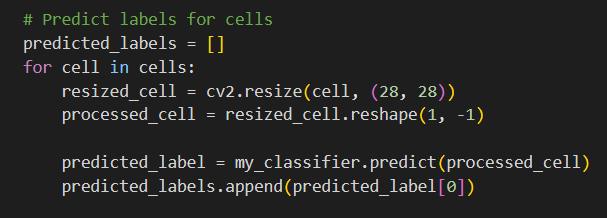 # Predict labels for cells
predicted_labels = []
for cell in cells:
    resized_cell = cv2.resize(cell, (28, 28))
    processed_cell = resized_cell.reshape(1, -1)

    predicted_label = my_classifier.predict(processed_cell)
    predicted_labels.append(predicted_label[0])